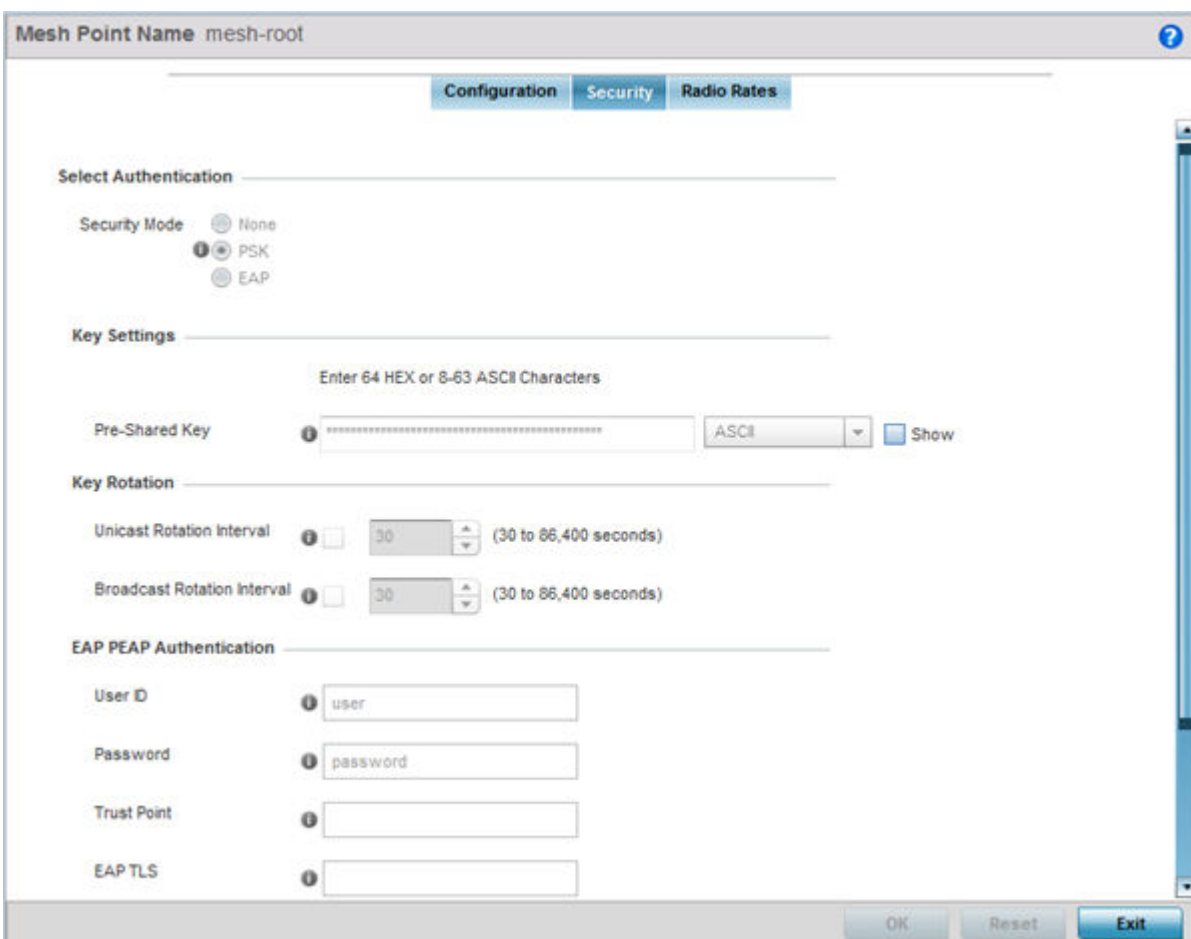 Mesh Point Name mesh-root
Configuration Security Radio Rates
Select Authentication
Security Mode None
PSK
EAP
Key Settings
Enter 64 HEX or 8-63 ASCII Characters
Pre-Shared Key ASCII Show
Key Rotation
Unicast Rotation Interval 30 (30 to 86,400 seconds)
Broadcast Rotation Interval 30 (30 to 86,400 seconds)
EAP PEAP Authentication
User ID user
Password password
Trust Point
EAP TLS
OK Reset Exit